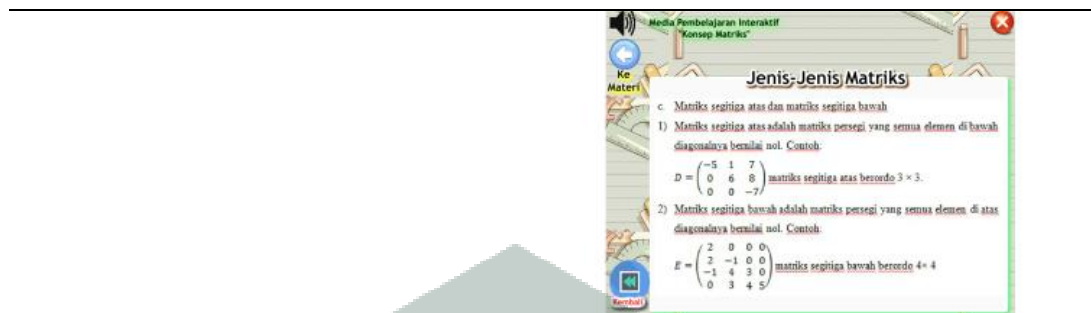 Media Pembelajaran Interaktif
"Konsep Matriks"
Ke
Materi
Jenis-Jenis Matriks
c. Matriks segitiga atas dan matriks segitiga bawah
1) Matriks segitiga atas adalah matriks persegi yang semua elemen di bawah
diagonalnya bernilai nol. Contoh:
D = (−5 1 7
0 6 8
0 0 −7) matriks segitiga atas berordo 3 × 3.
2) Matriks segitiga bawah adalah matriks persegi yang semua elemen di atas
diagonalnya bernilai nol. Contoh:
E = (2 0 0 0
2 −1 0 0
−1 4 3 0
0 3 4 5) matriks segitiga bawah berordo 4× 4
Kembali